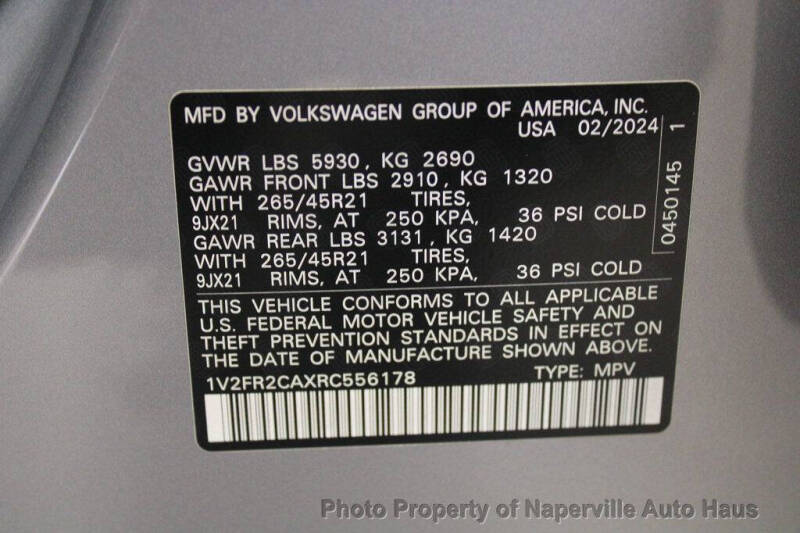 MFD BY VOLKSWAGEN GROUP OF AMERICA, INC.
USA 02/2024
GVWR LBS 5930, KG 2690
GAWR FRONT LBS 2910, KG 1320
WITH 265/45R21 TIRES,
9JX21 RIMS, AT 250 KPA, 36 PSI COLD
GAWR REAR LBS 3131, KG 1420
WITH 265/45R21 TIRES,
9JX21 RIMS, AT 250 KPA, 36 PSI COLD
THIS VEHICLE CONFORMS TO ALL APPLICABLE
U.S. FEDERAL MOTOR VEHICLE SAFETY AND
THEFT PREVENTION STANDARDS IN EFFECT ON
THE DATE OF MANUFACTURE SHOWN ABOVE.
1V2FR2CAXRC556178 TYPE: MPV
0450145 1
Photo Property of Naperville Auto Haus